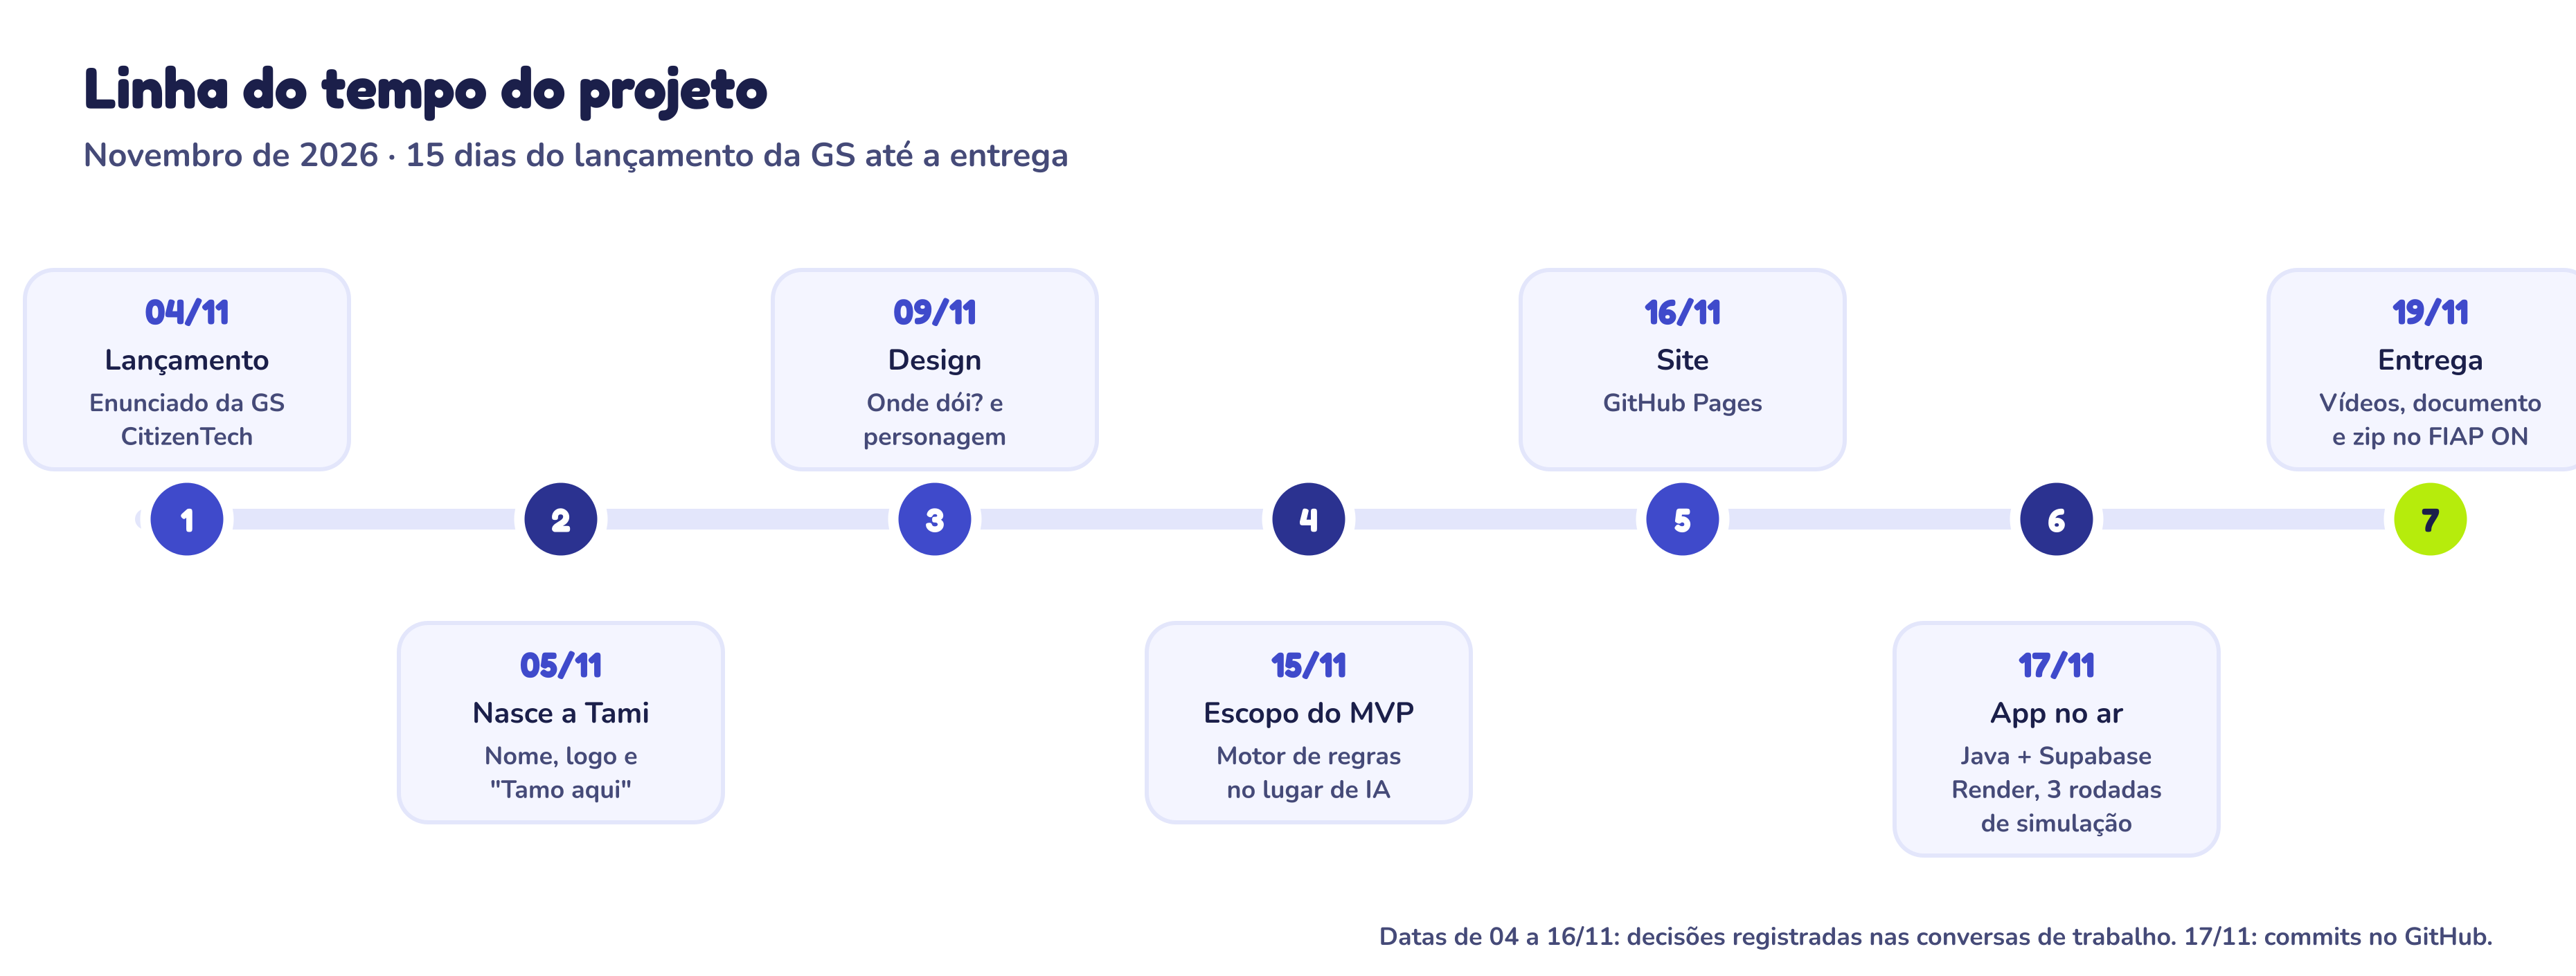 Linha do tempo do projeto
Novembro de 2026 · 15 dias do lançamento da GS até a entrega
04/11
Lançamento
Enunciado da GS
CitizenTech
09/11
Design
Onde dói? e
personagem
16/11
Site
GitHub Pages
19/11
Entrega
Vídeos, documento
e zip no FIAP ON
1
2
3
4
5
6
7
05/11
Nasce a Tami
Nome, logo e
"Tamo aqui"
15/11
Escopo do MVP
Motor de regras
no lugar de IA
17/11
App no ar
Java + Supabase
Render, 3 rodadas
de simulação
Datas de 04 a 16/11: decisões registradas nas conversas de trabalho. 17/11: commits no GitHub.